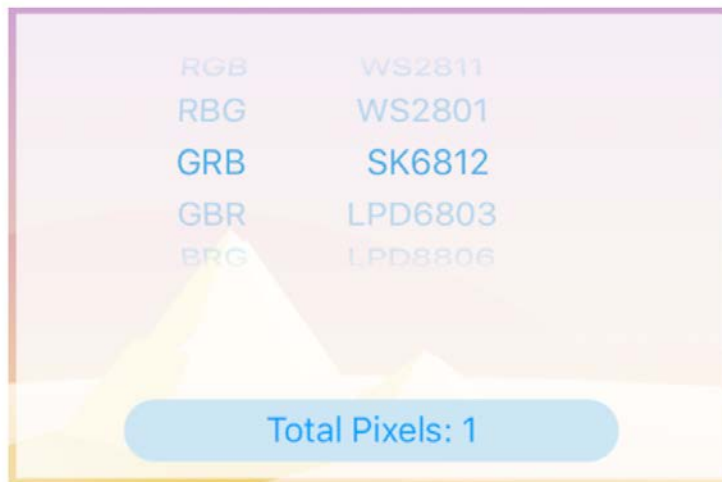 RGB WS2811
RBG WS2801
GRB SK6812
GBR LPD6803
BRG LPD8806
Total Pixels: 1